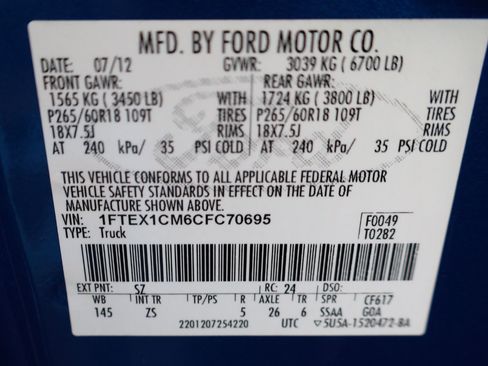 MFD. BY FORD MOTOR CO.
DATE: 07/12 GVWR: 3039 KG ( 6700 LB)
FRONT GAWR: REAR GAWR:
1565 KG ( 3450 LB) WITH 1724 KG ( 3800 LB) WITH
P265/60R18 109T TIRES P265/60R18 109T TIRES
18X7.5J RIMS 18X7.5J RIMS
AT 240 kPa/ 35 PSI COLD AT 240 kPa/ 35 PSI COLD
THIS VEHICLE CONFORMS TO ALL APPLICABLE FEDERAL MOTOR
VEHICLE SAFETY STANDARDS IN EFFECT ON THE DATE OF
MANUFACTURE SHOWN ABOVE.
VIN: 1FTEX1CM6CFC70695 F0049
TYPE: Truck T0282
EXT PNT: SZ RC: 24 DSO:
WB INT TR TP/PS R AXLE TR SPR CF617
145 ZS 5 26 6 SSAA GOA
2201207254220 UTC 5U5A-1520472-BA